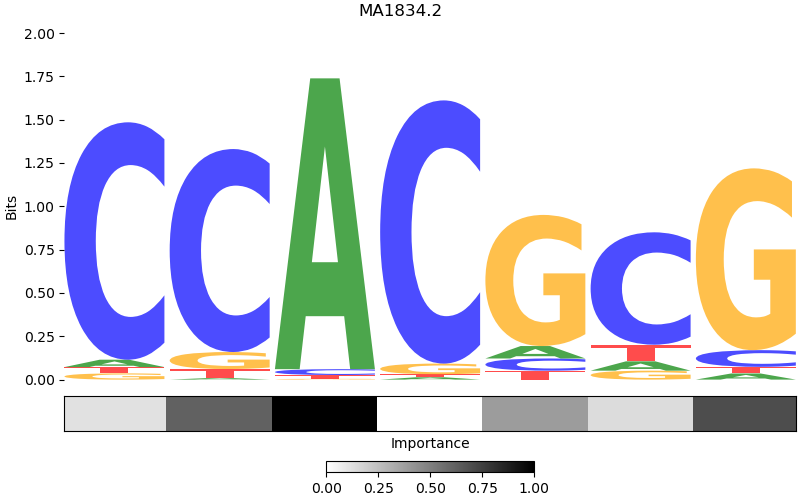 MA1834.2
2.00
1.75
1.50
1.25
1.00
0.75
0.50
0.25
0.00
Bits
C C A C G C G
A G C G A T C
T T T T C A T
G A A T G A
Importance
0.00 0.25 0.50 0.75 1.00